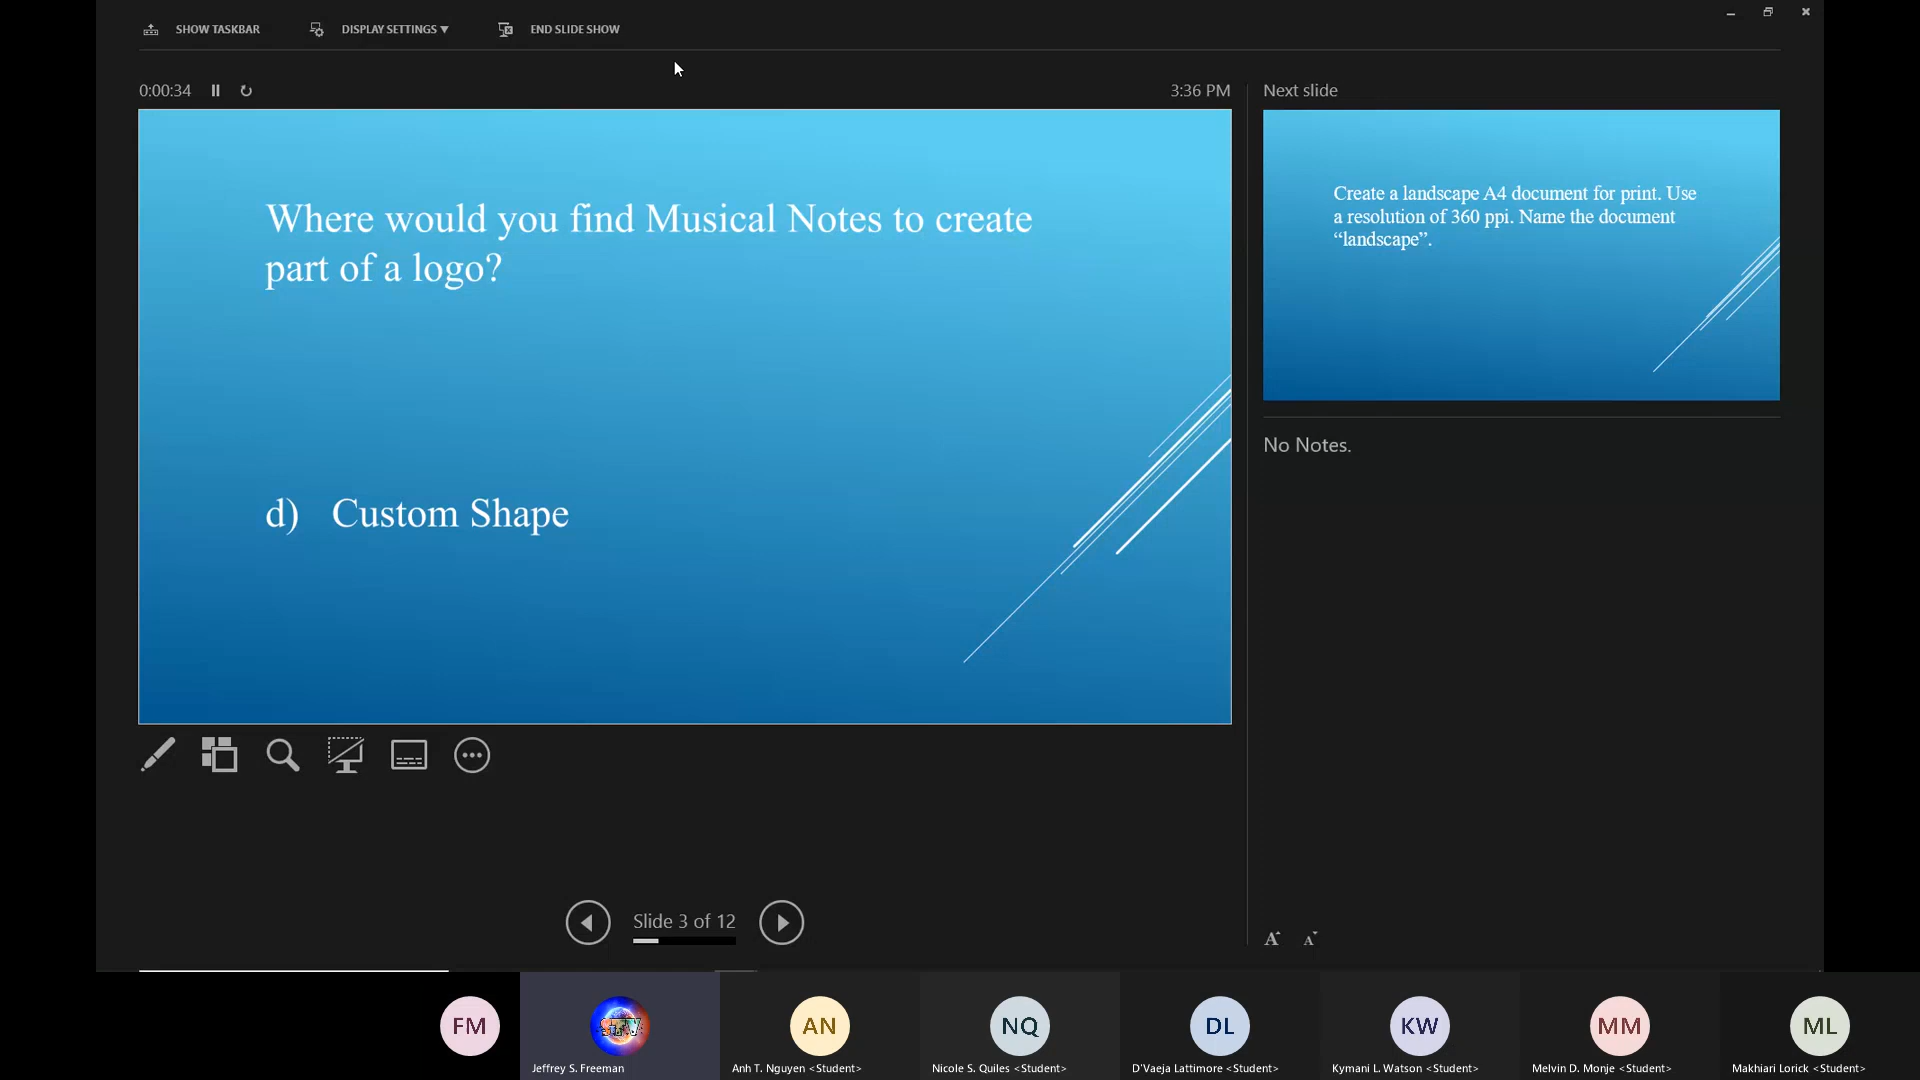 SHOW TASKBAR
DISPLAY SETTINGS ▾
END SLIDE SHOW
0:00:34
3:36 PM
Next slide
Where would you find Musical Notes to create
part of a logo?
d) Custom Shape
Create a landscape A4 document for print. Use
a resolution of 360 ppi. Name the document
“landscape”.
No Notes.
Slide 3 of 12
A A
FM
AN
NQ
DL
KW
MM
ML
Jeffrey S. Freeman
Anh T. Nguyen <Student>
Nicole S. Quiles <Student>
D'Vaeja Lattimore <Student>
Kymani L. Watson <Student>
Melvin D. Monje <Student>
Makhiari Lorick <Student>